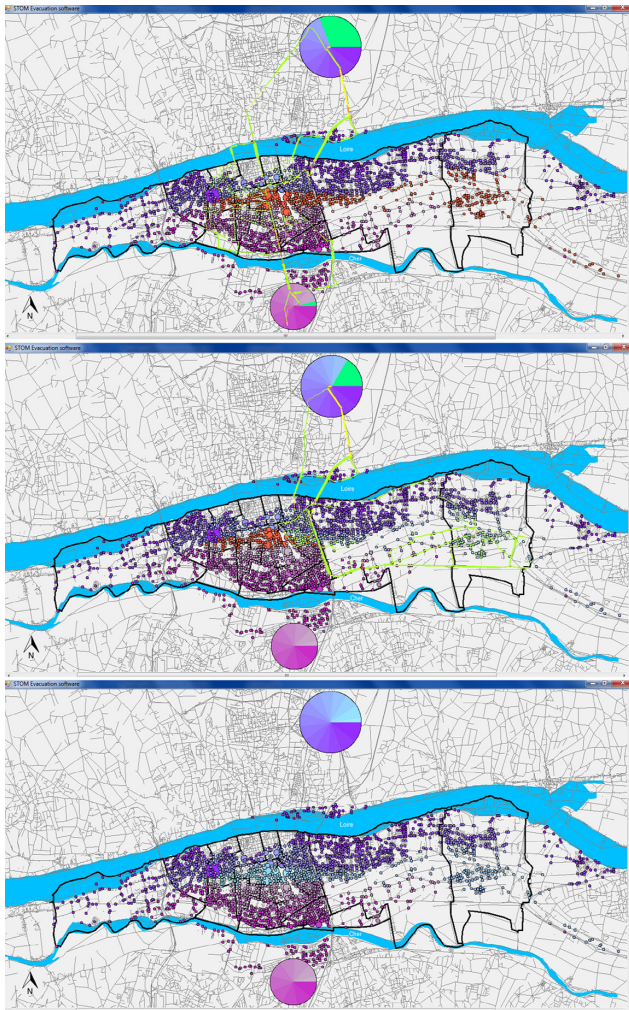 STOM Evacuation software
Loire
Cher
N
STOM Evacuation software
Loire
Cher
N
STOM Evacuation software
Loire
Cher
N